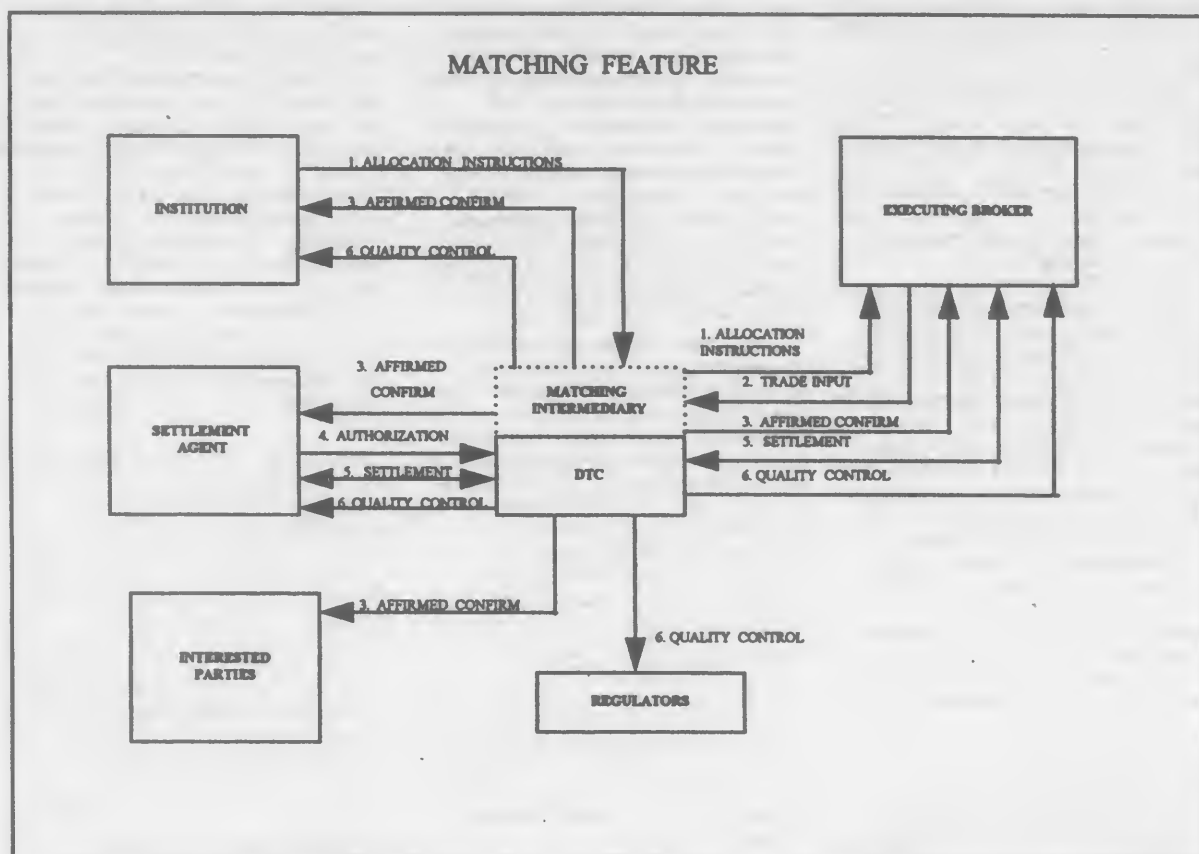 MATCHING FEATURE
INSTITUTION
1. ALLOCATION INSTRUCTIONS
3. AFFIRMED CONFIRM
6. QUALITY CONTROL
EXECUTING BROKER
1. ALLOCATION
INSTRUCTIONS
2. TRADE INPUT
3. AFFIRMED CONFIRM
5. SETTLEMENT
6. QUALITY CONTROL
3. AFFIRMED
CONFIRM
4. AUTHORIZATION
5. SETTLEMENT
6. QUALITY CONTROL
SETTLEMENT
AGENT
MATCHING
INTERMEDIARY
DTC
3. AFFIRMED CONFIRM
INTERESTED
PARTIES
6. QUALITY CONTROL
REGULATORS